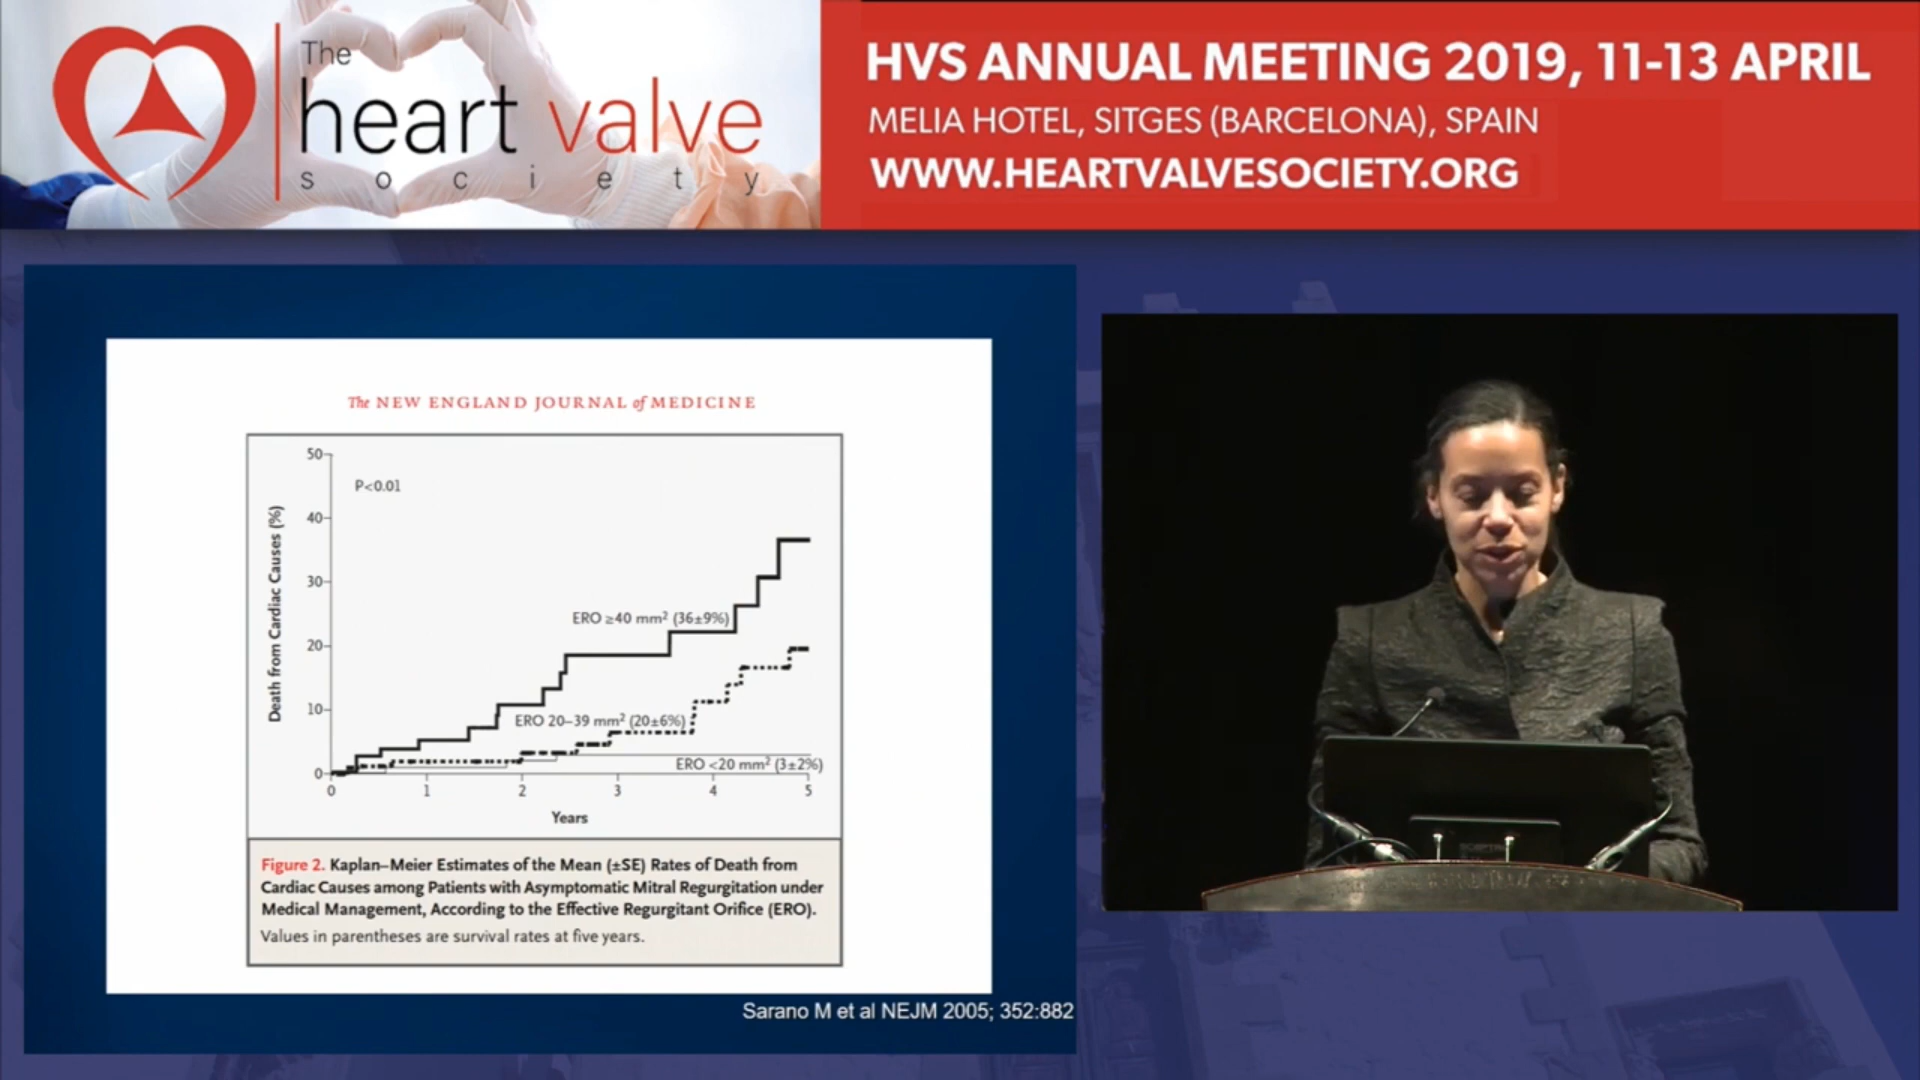 The
heart valve
society
HVS ANNUAL MEETING 2019, 11-13 APRIL
MELIA HOTEL, SITGES (BARCELONA), SPAIN
WWW.HEARTVALVESOCIETY.ORG
The NEW ENGLAND JOURNAL of MEDICINE
50
P<0.01
40
Death from Cardiac Causes (%)
30
ERO ≥40 mm² (36±9%)
20
10
ERO 20–39 mm² (20±6%)
ERO <20 mm² (3±2%)
0
0 1 2 3 4 5
Years
Figure 2. Kaplan–Meier Estimates of the Mean (±SE) Rates of Death from
Cardiac Causes among Patients with Asymptomatic Mitral Regurgitation under
Medical Management, According to the Effective Regurgitant Orifice (ERO).
Values in parentheses are survival rates at five years.
Sarano M et al NEJM 2005; 352:882